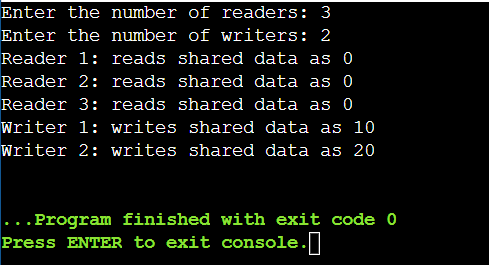 Enter the number of readers: 3
Enter the number of writers: 2
Reader 1: reads shared data as 0
Reader 2: reads shared data as 0
Reader 3: reads shared data as 0
Writer 1: writes shared data as 10
Writer 2: writes shared data as 20
...Program finished with exit code 0
Press ENTER to exit console.